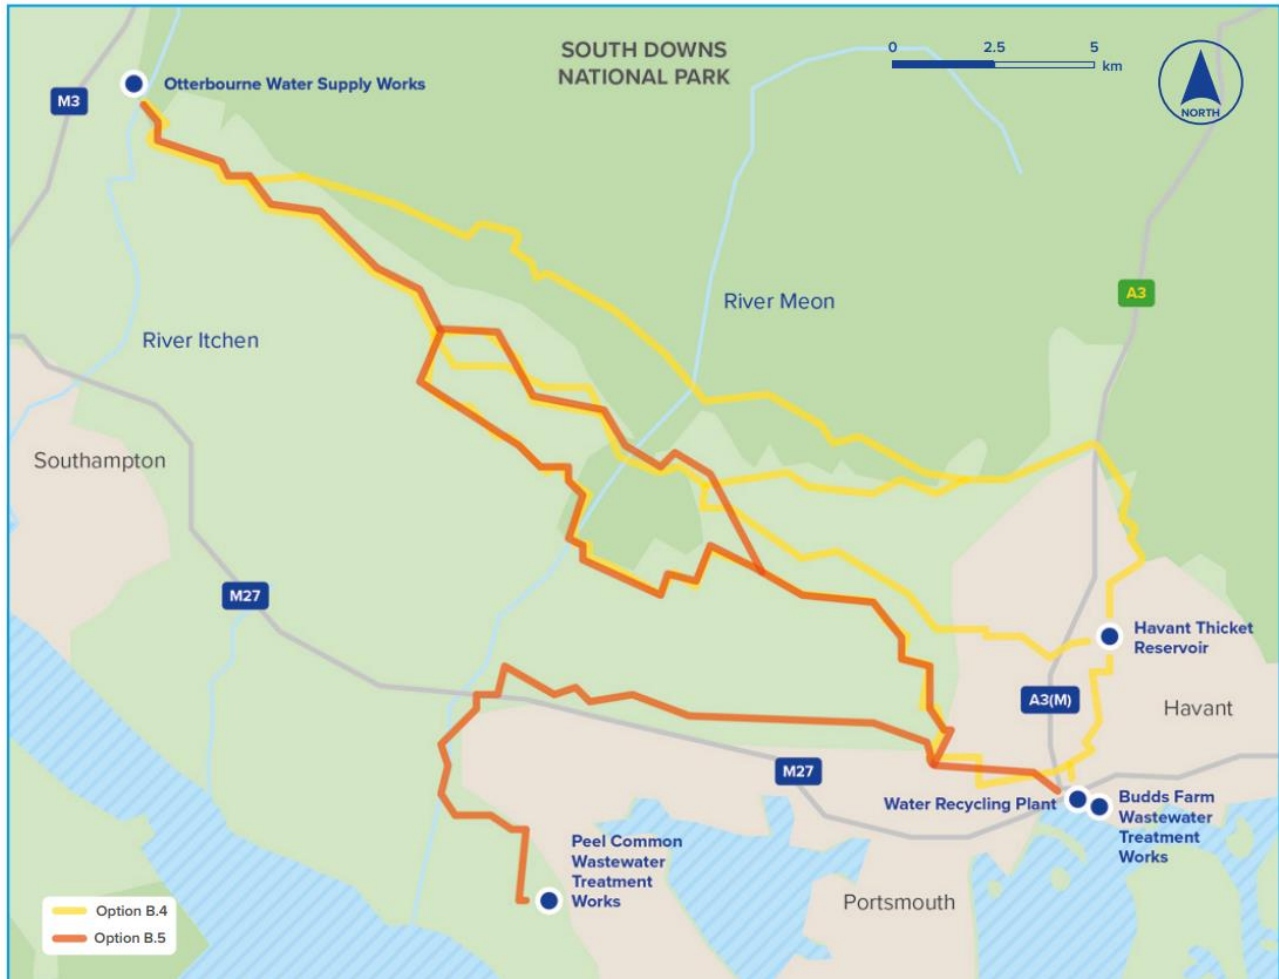 SOUTH DOWNS
NATIONAL PARK
0 2.5 5
km
NORTH
Otterbourne Water Supply Works
M3
A3
River Meon
River Itchen
Southampton
M27
Havant Thicket
Reservoir
A3(M)
Havant
M27
Water Recycling Plant
Budds Farm
Wastewater
Treatment
Works
Peel Common
Wastewater
Treatment
Works
Portsmouth
Option B.4
Option B.5